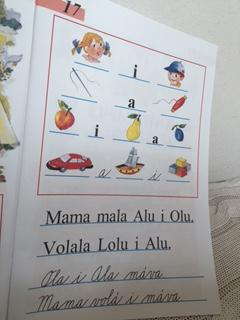 17
i
a
i a
a i
Mama mala Alu i Olu.
Volala Lolu i Alu.
Ola i Ala máva
Mama volá i máva